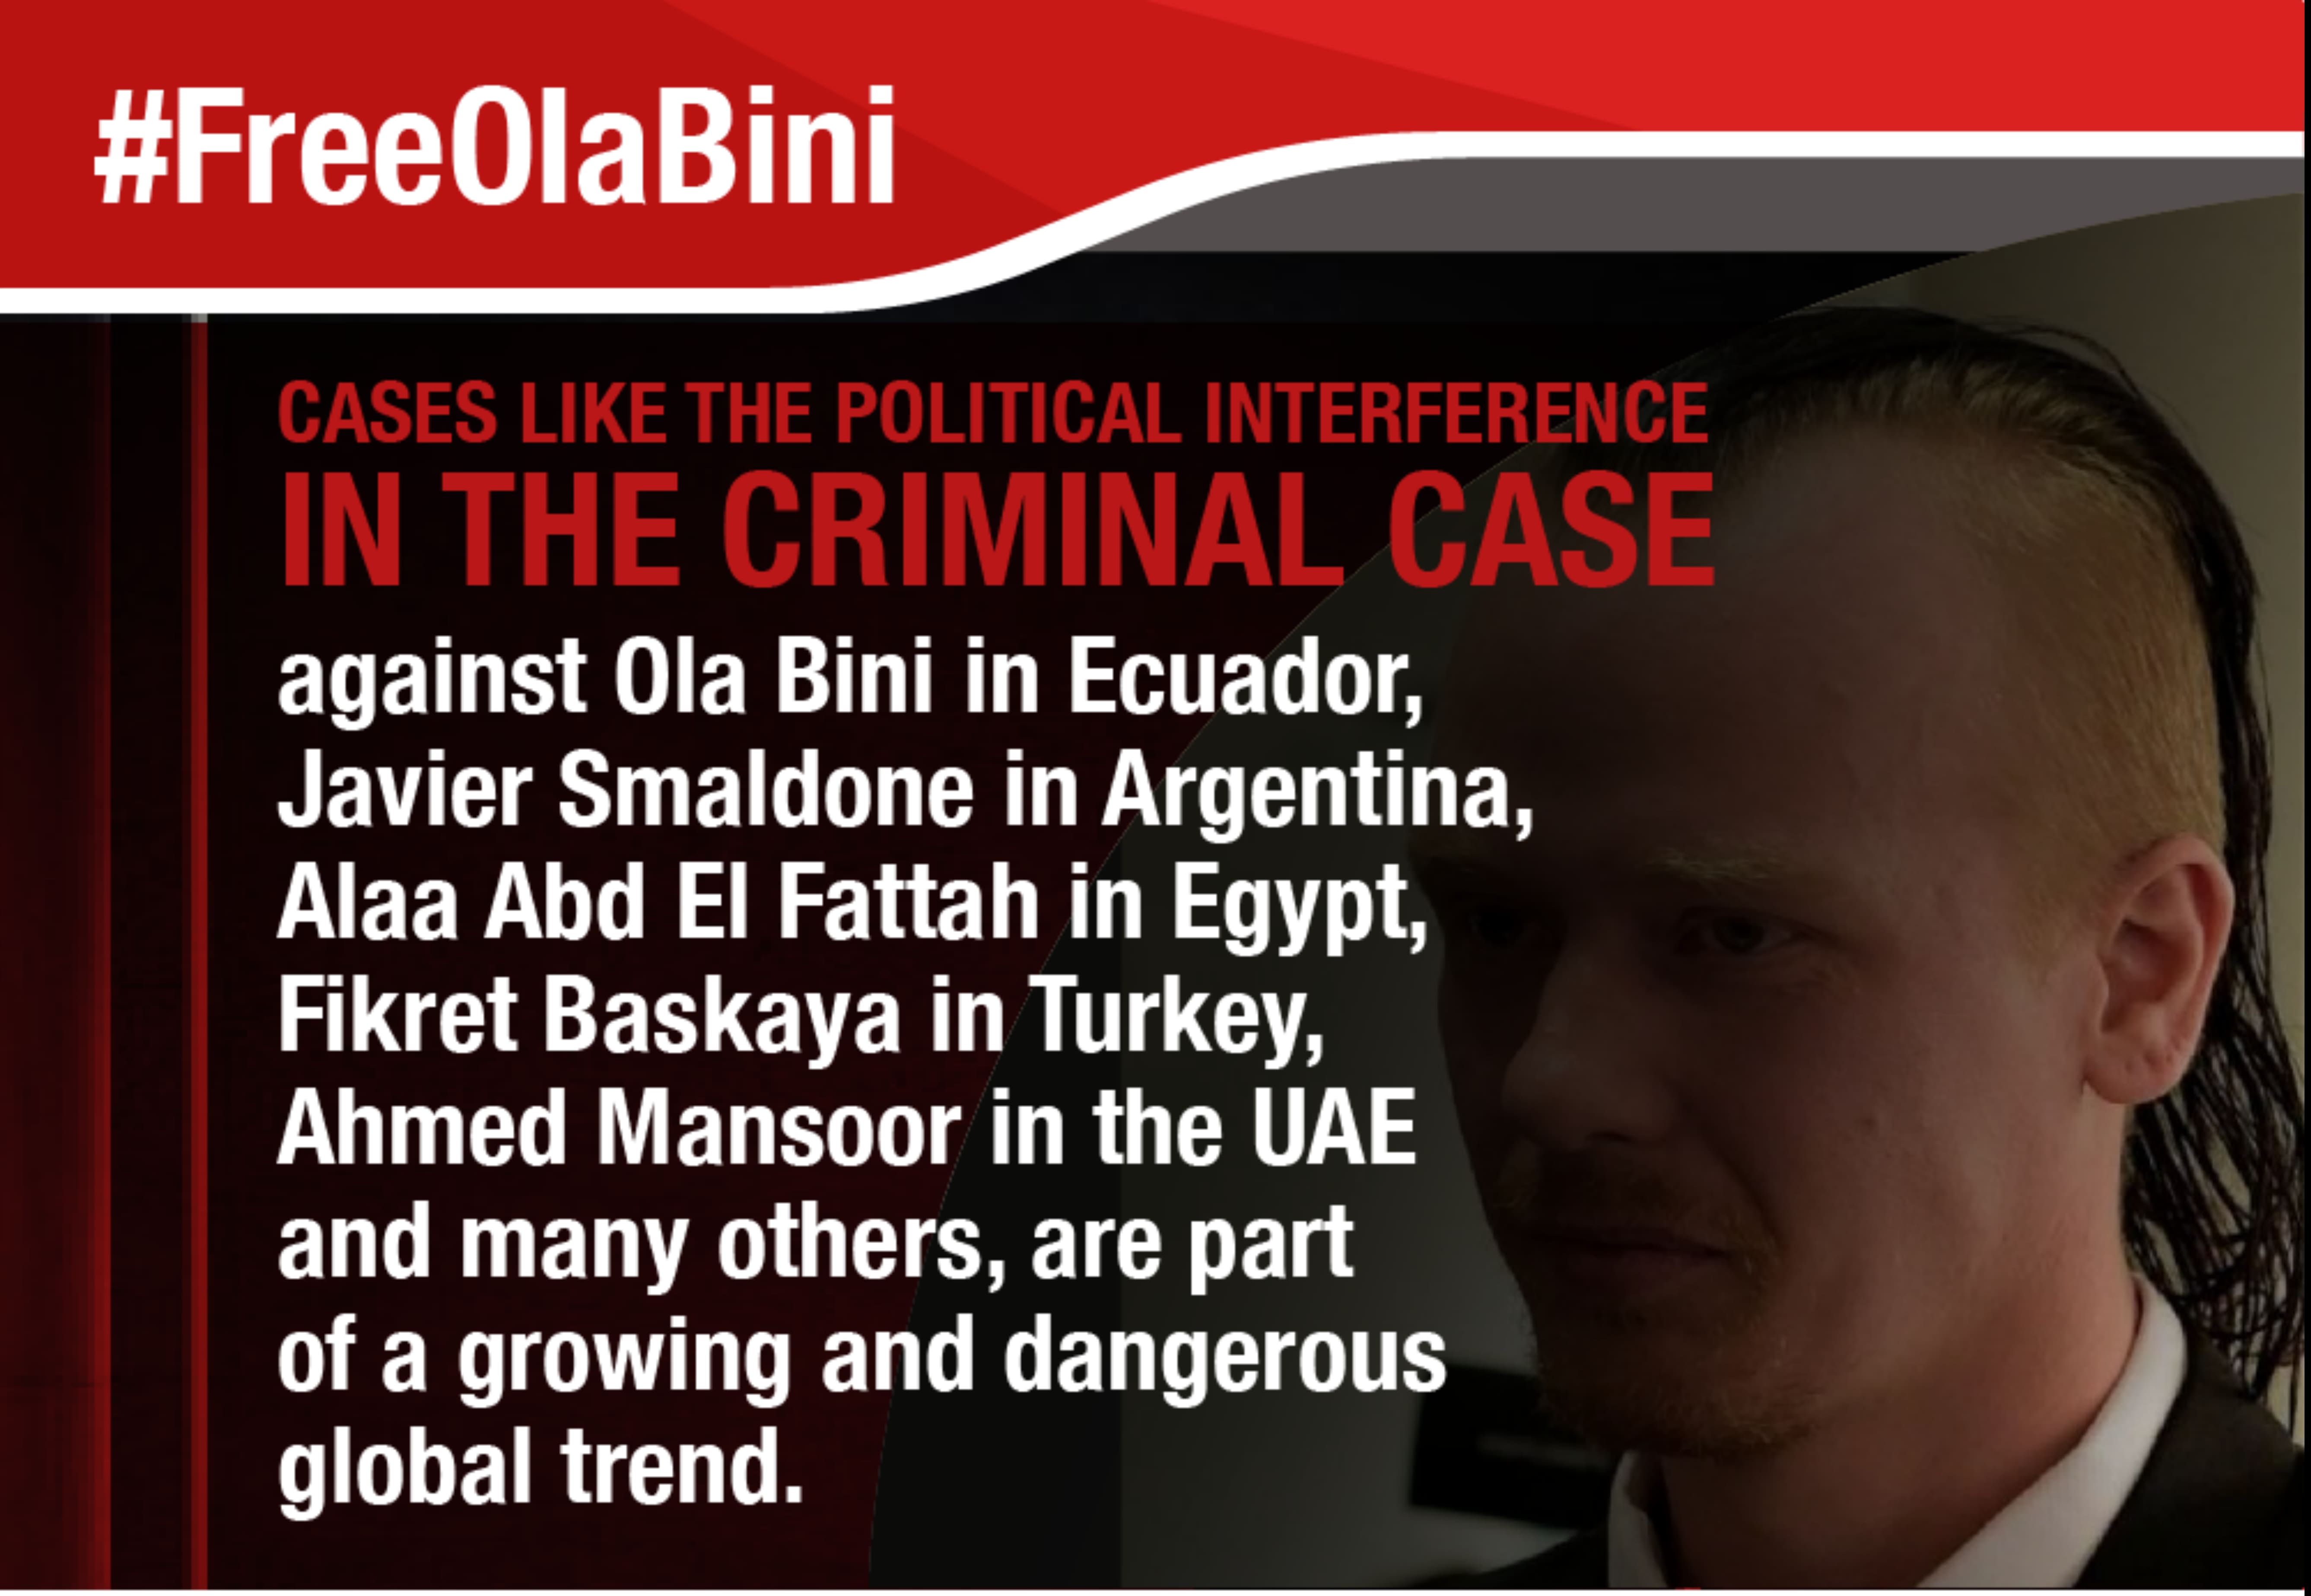 #FreeOlaBini
CASES LIKE THE POLITICAL INTERFERENCE
IN THE CRIMINAL CASE
against Ola Bini in Ecuador,
Javier Smaldone in Argentina,
Alaa Abd El Fattah in Egypt,
Fikret Baskaya in Turkey,
Ahmed Mansoor in the UAE
and many others, are part
of a growing and dangerous
global trend.